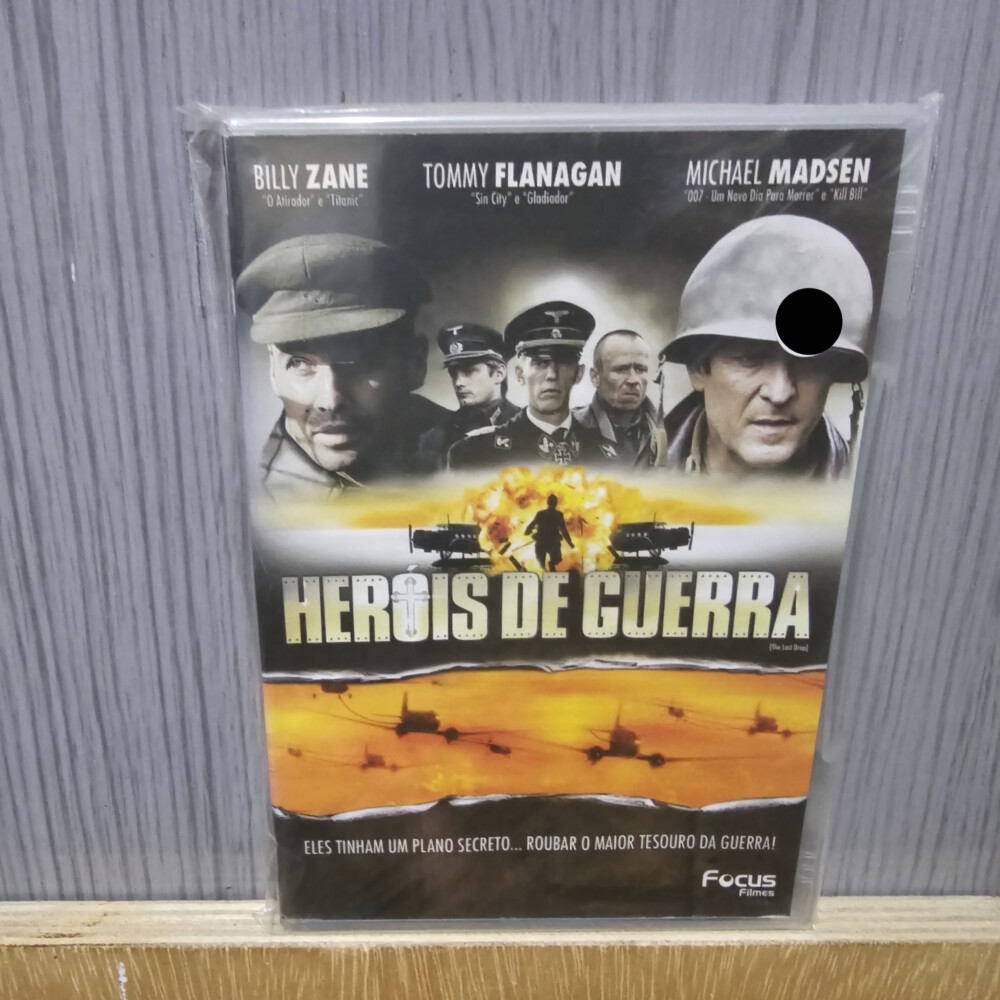 BILLY ZANE
"O Atirador" e "Titanic"
TOMMY FLANAGAN
"Sin City" e "Gladiador"
MICHAEL MADSEN
"007 - Um Novo Dia Para Morrer" e "Kill Bill"
HERÓIS DE GUERRA
(The Last Drop)
ELES TINHAM UM PLANO SECRETO... ROUBAR O MAIOR TESOURO DA GUERRA!
FOCUS
Filmes